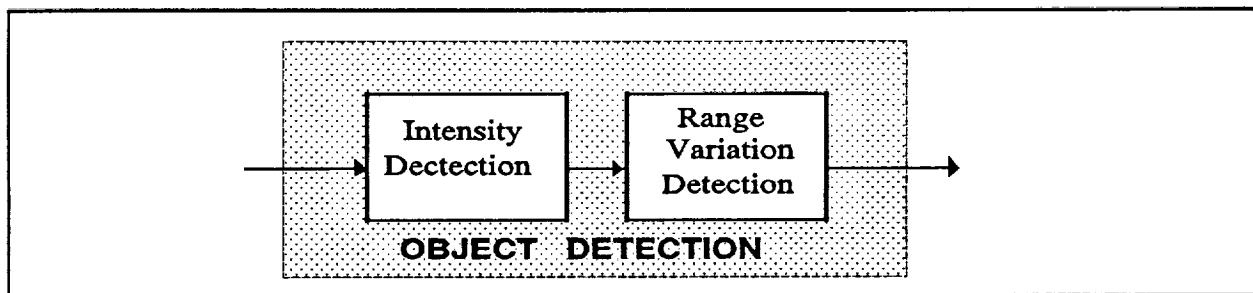 Intensity
Dectection
Range
Variation
Detection
OBJECT DETECTION